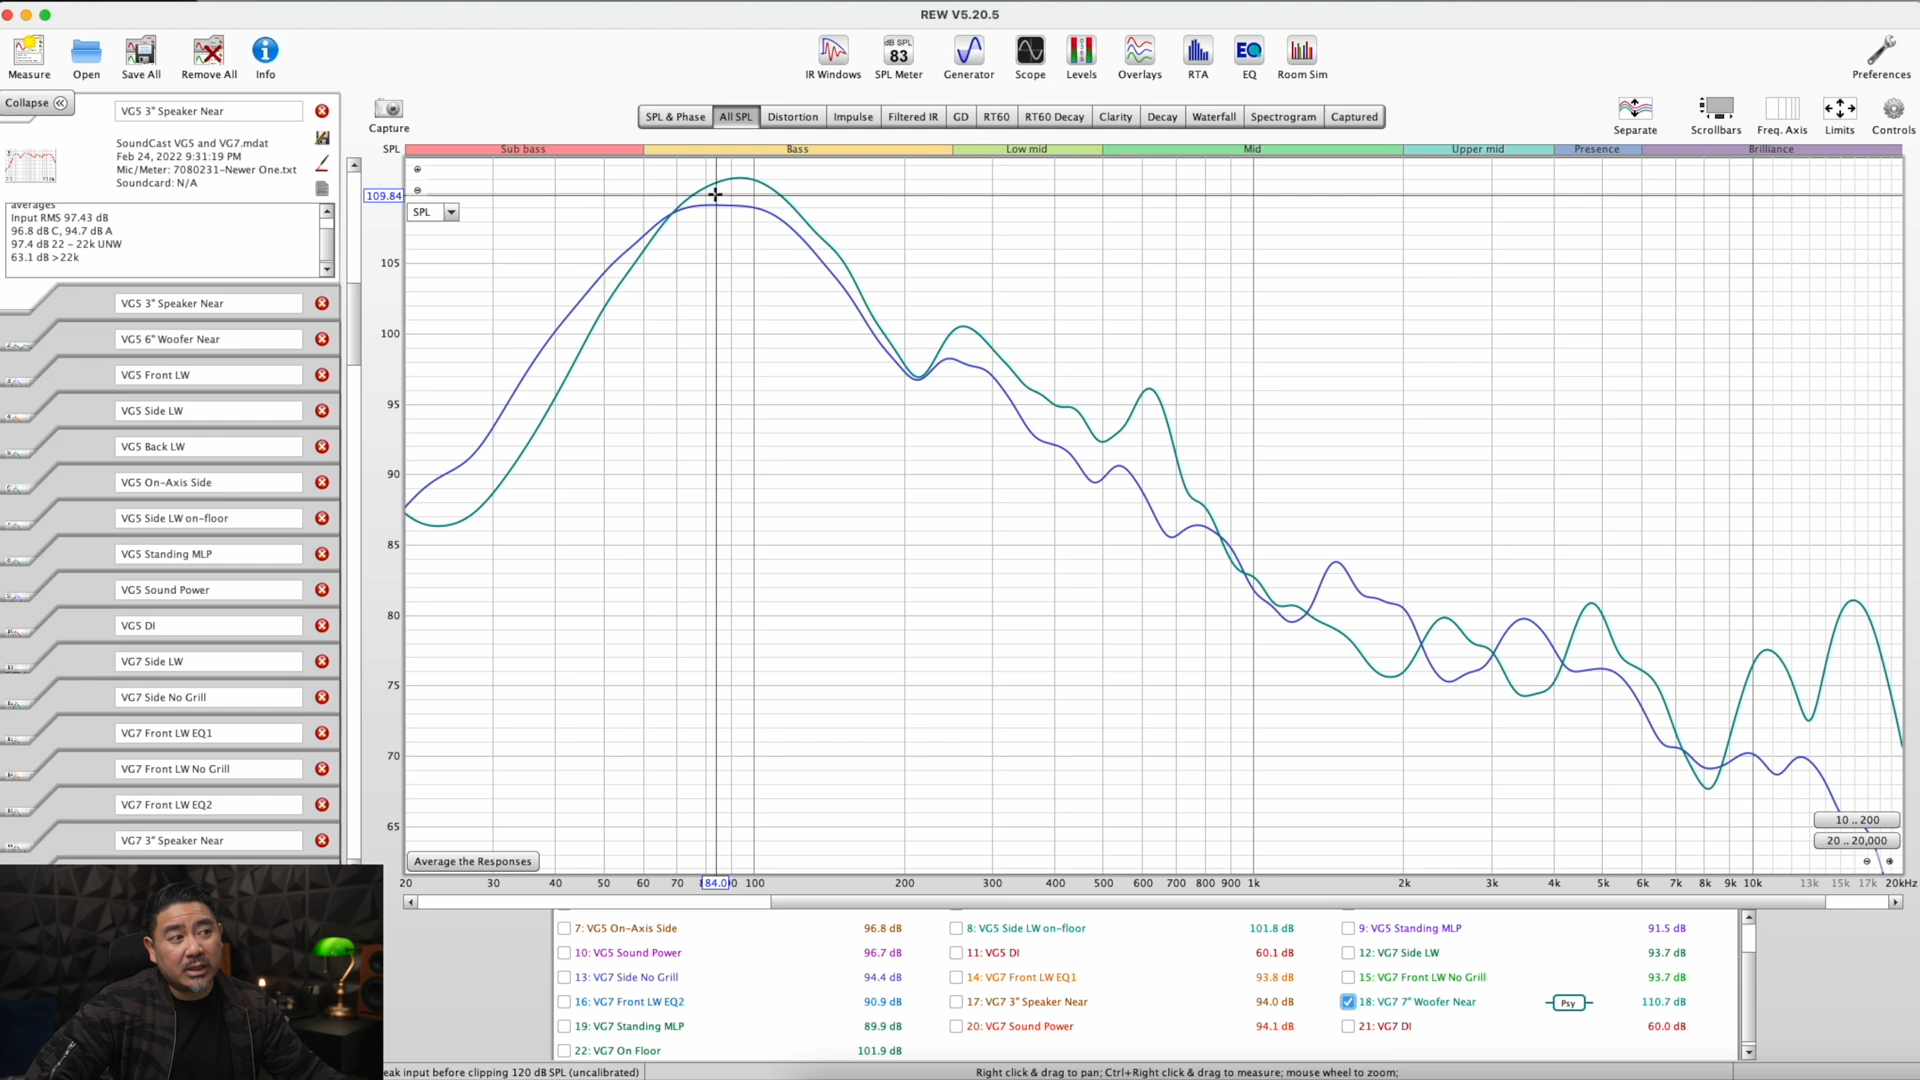 REW V5.20.5
Measure
Open
Save All
Remove All
Info
IR Windows
dB SPL
83
SPL Meter
Generator
Scope
Levels
Overlays
RTA
EQ
EQ
Room Sim
Preferences
Collapse
VG5 3" Speaker Near
SoundCast VG5 and VG7.mdat
Feb 24, 2022 9:31:19 PM
Mic/Meter: 7080231-Newer One.txt
Soundcard: N/A
averages
Input RMS 97.43 dB
96.8 dB C, 94.7 dB A
97.4 dB 22 - 22k UNW
63.1 dB >22k
VG5 3" Speaker Near
VG5 6" Woofer Near
VG5 Front LW
VG5 Side LW
VG5 Back LW
VG5 On-Axis Side
VG5 Side LW on-floor
VG5 Standing MLP
VG5 Sound Power
VG5 DI
VG7 Side LW
VG7 Side No Grill
VG7 Front LW EQ1
VG7 Front LW No Grill
VG7 Front LW EQ2
VG7 3" Speaker Near
Capture
SPL & Phase All SPL Distortion Impulse Filtered IR GD RT60 RT60 Decay Clarity Decay Waterfall Spectrogram Captured
Separate
Scrollbars
Freq. Axis
Limits
Controls
SPL
Sub bass Bass Low mid Mid Upper mid Presence Brilliance
109.84
SPL
105
100
95
90
85
80
75
70
65
10 .. 200
20 .. 20,000
Average the Responses
20 30 40 50 60 70 84.0 100 200 300 400 500 600 700 800 900 1k 2k 3k 4k 5k 6k 7k 8k 9k 10k 13k 15k 17k 20kHz
7: VG5 On-Axis Side 96.8 dB 8: VG5 Side LW on-floor 101.8 dB 9: VG5 Standing MLP 91.5 dB
10: VG5 Sound Power 96.7 dB 11: VG5 DI 60.1 dB 12: VG7 Side LW 93.7 dB
13: VG7 Side No Grill 94.4 dB 14: VG7 Front LW EQ1 93.8 dB 15: VG7 Front LW No Grill 93.7 dB
16: VG7 Front LW EQ2 90.9 dB 17: VG7 3" Speaker Near 94.0 dB 18: VG7 7" Woofer Near Psy 110.7 dB
19: VG7 Standing MLP 89.9 dB 20: VG7 Sound Power 94.1 dB 21: VG7 DI 60.0 dB
22: VG7 On Floor 101.9 dB
eak input before clipping 120 dB SPL (uncalibrated)
Right click & drag to pan; Ctrl+Right click & drag to measure; mouse wheel to zoom;